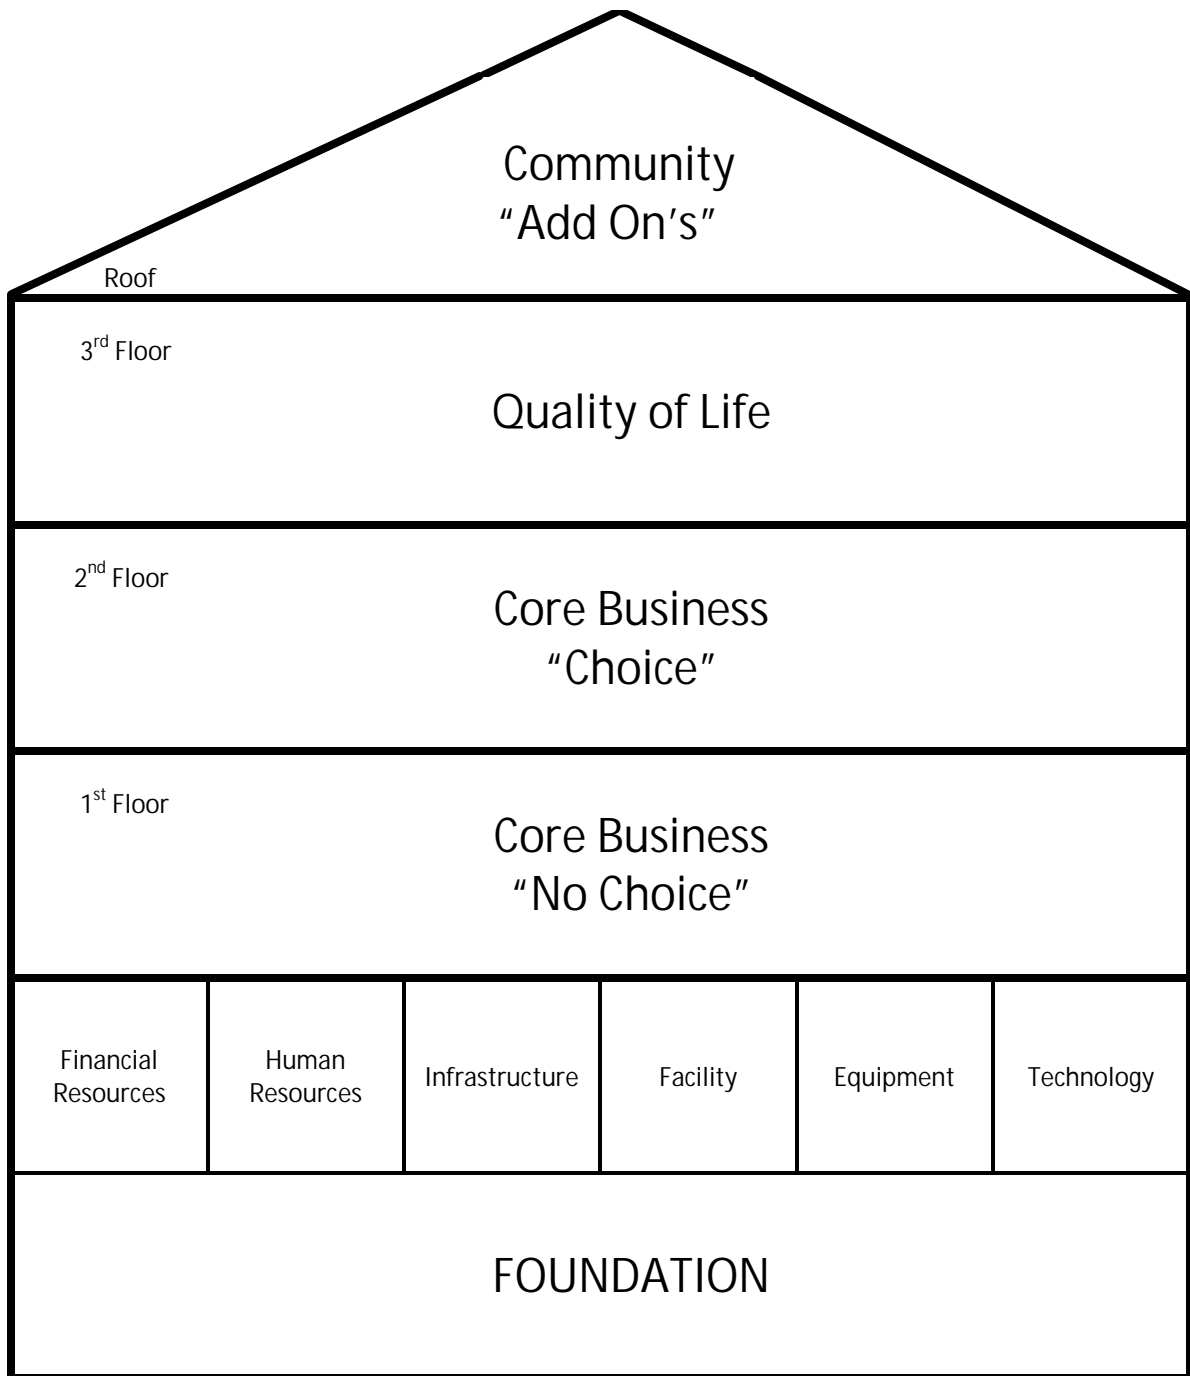 Community
“Add On’s”
Roof
3rd Floor
Quality of Life
2nd Floor
Core Business
“Choice”
1st Floor
Core Business
“No Choice”
Financial
Resources
Human
Resources
Infrastructure
Facility
Equipment
Technology
FOUNDATION